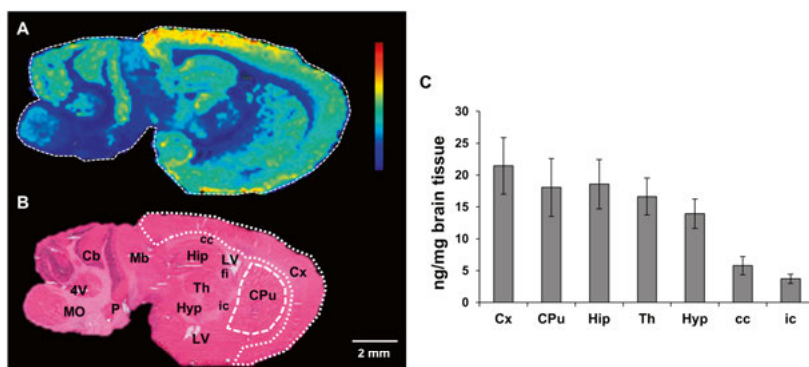 A
B
Cb
Mb
4V
MO
P
cc
Hip
LV
fi
Cx
Th
CPu
Hyp
ic
LV
2 mm
C
ng/mg brain tissue
30
25
20
15
10
5
0
Cx CPu Hip Th Hyp cc ic